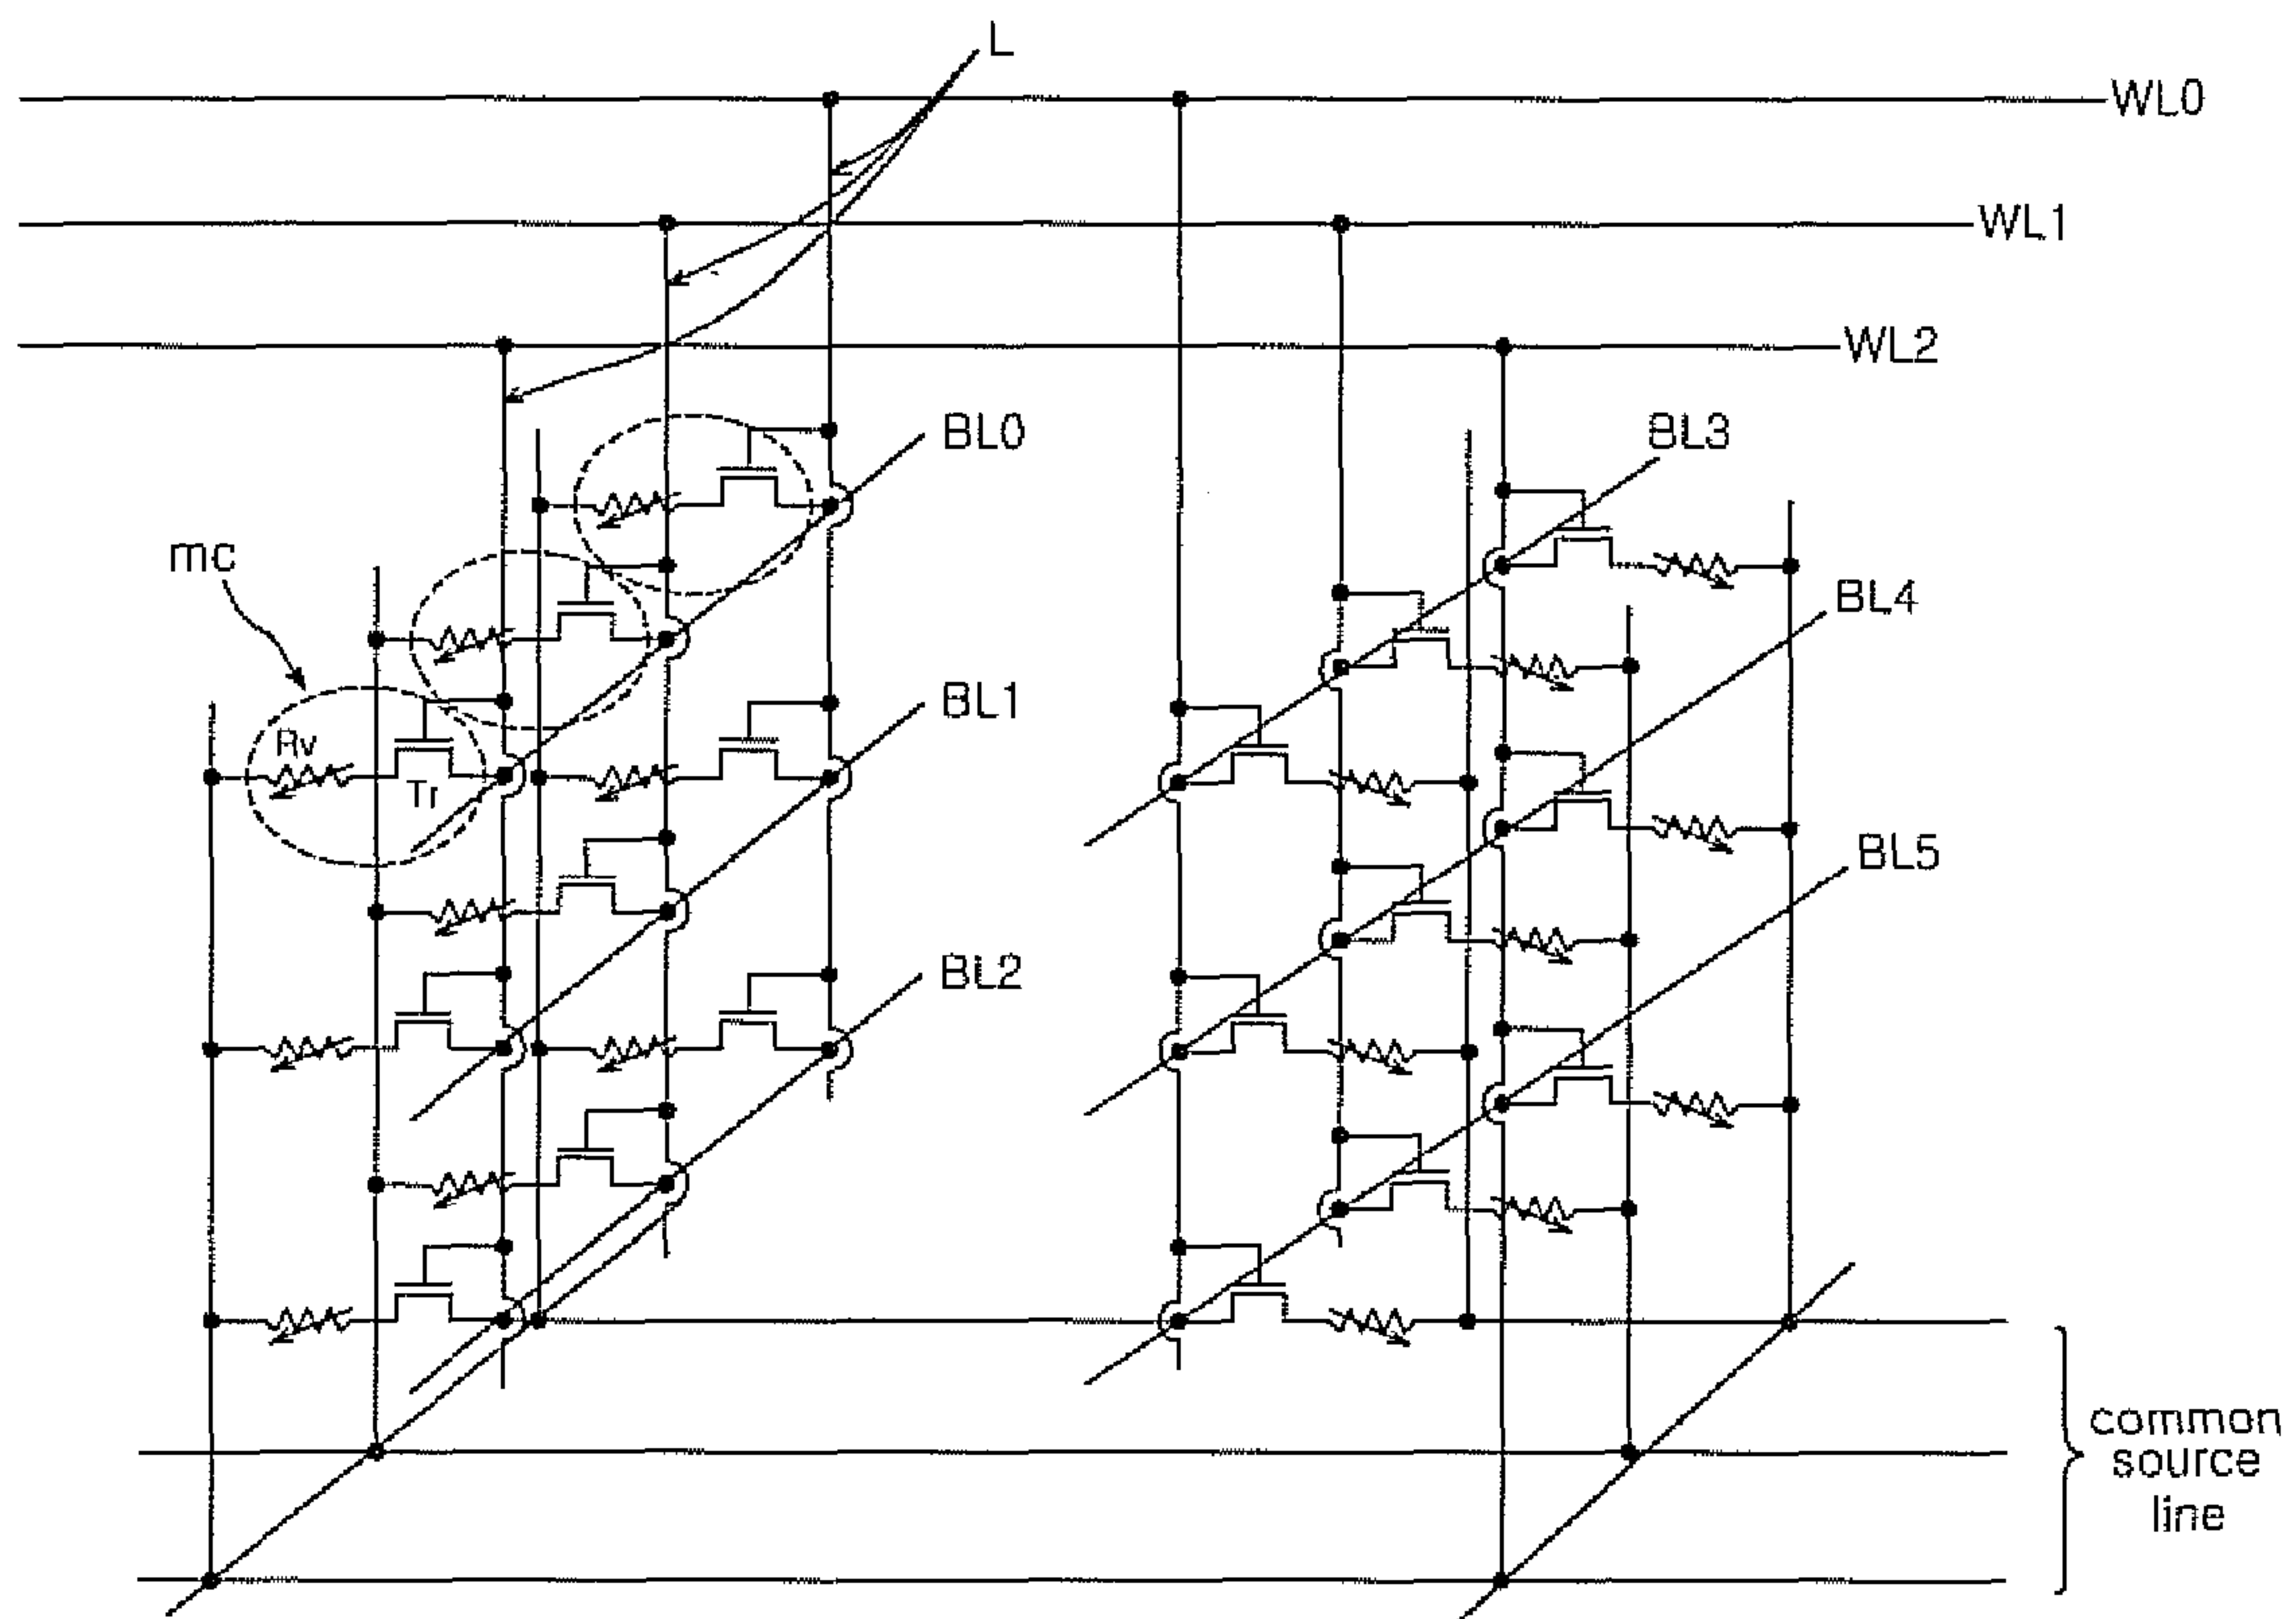 L
WL0
WL1
WL2
BL0
BL3
mc
BL4
BL1
Rv
Tr
BL5
BL2
common
source
line